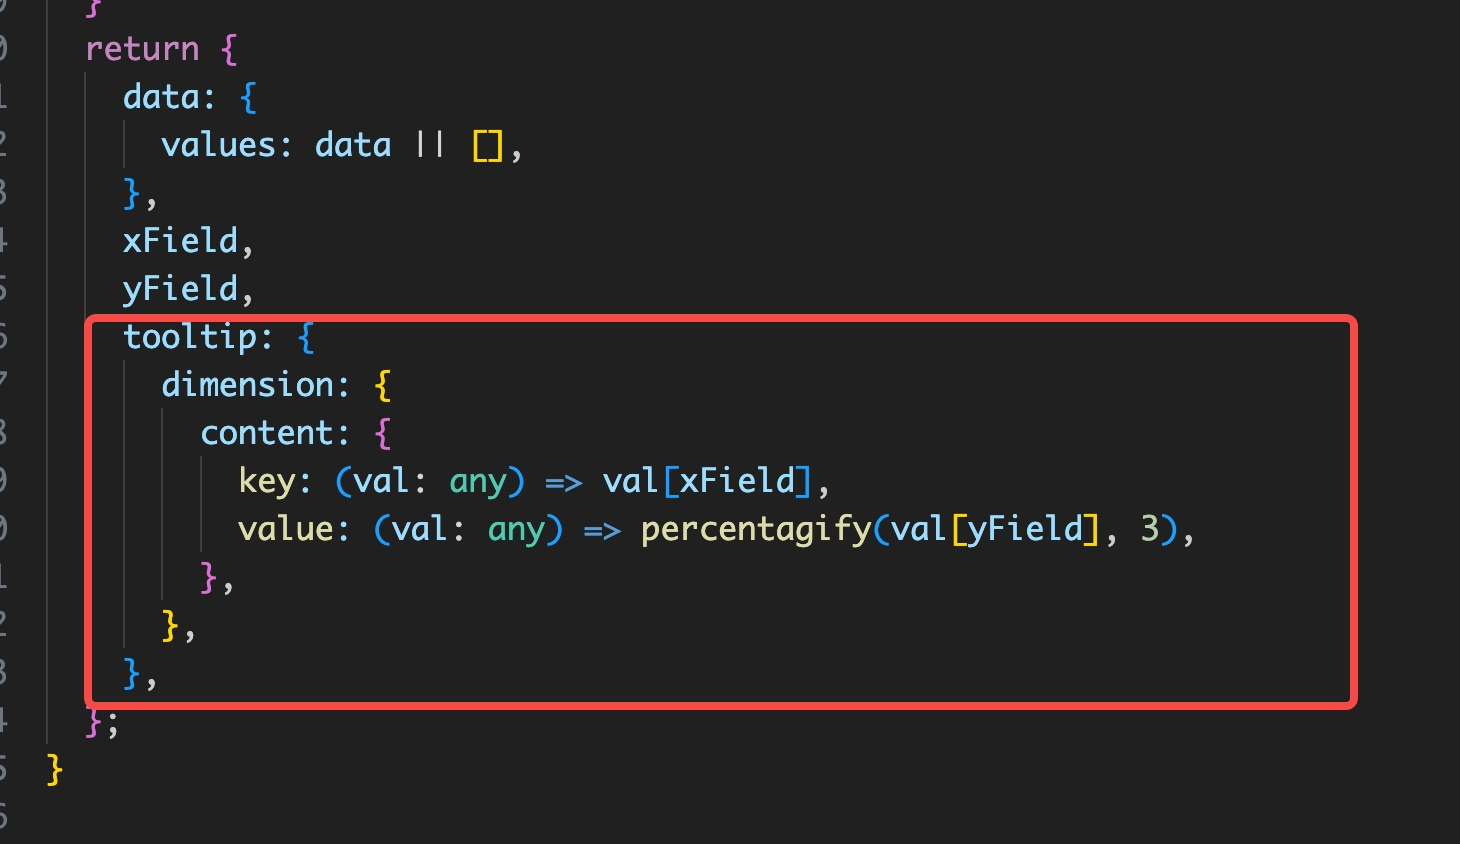 }
return {
data: {
values: data || [],
},
xField,
yField,
tooltip: {
dimension: {
content: {
key: (val: any) => val[xField],
value: (val: any) => percentagify(val[yField], 3),
},
},
},
};
}